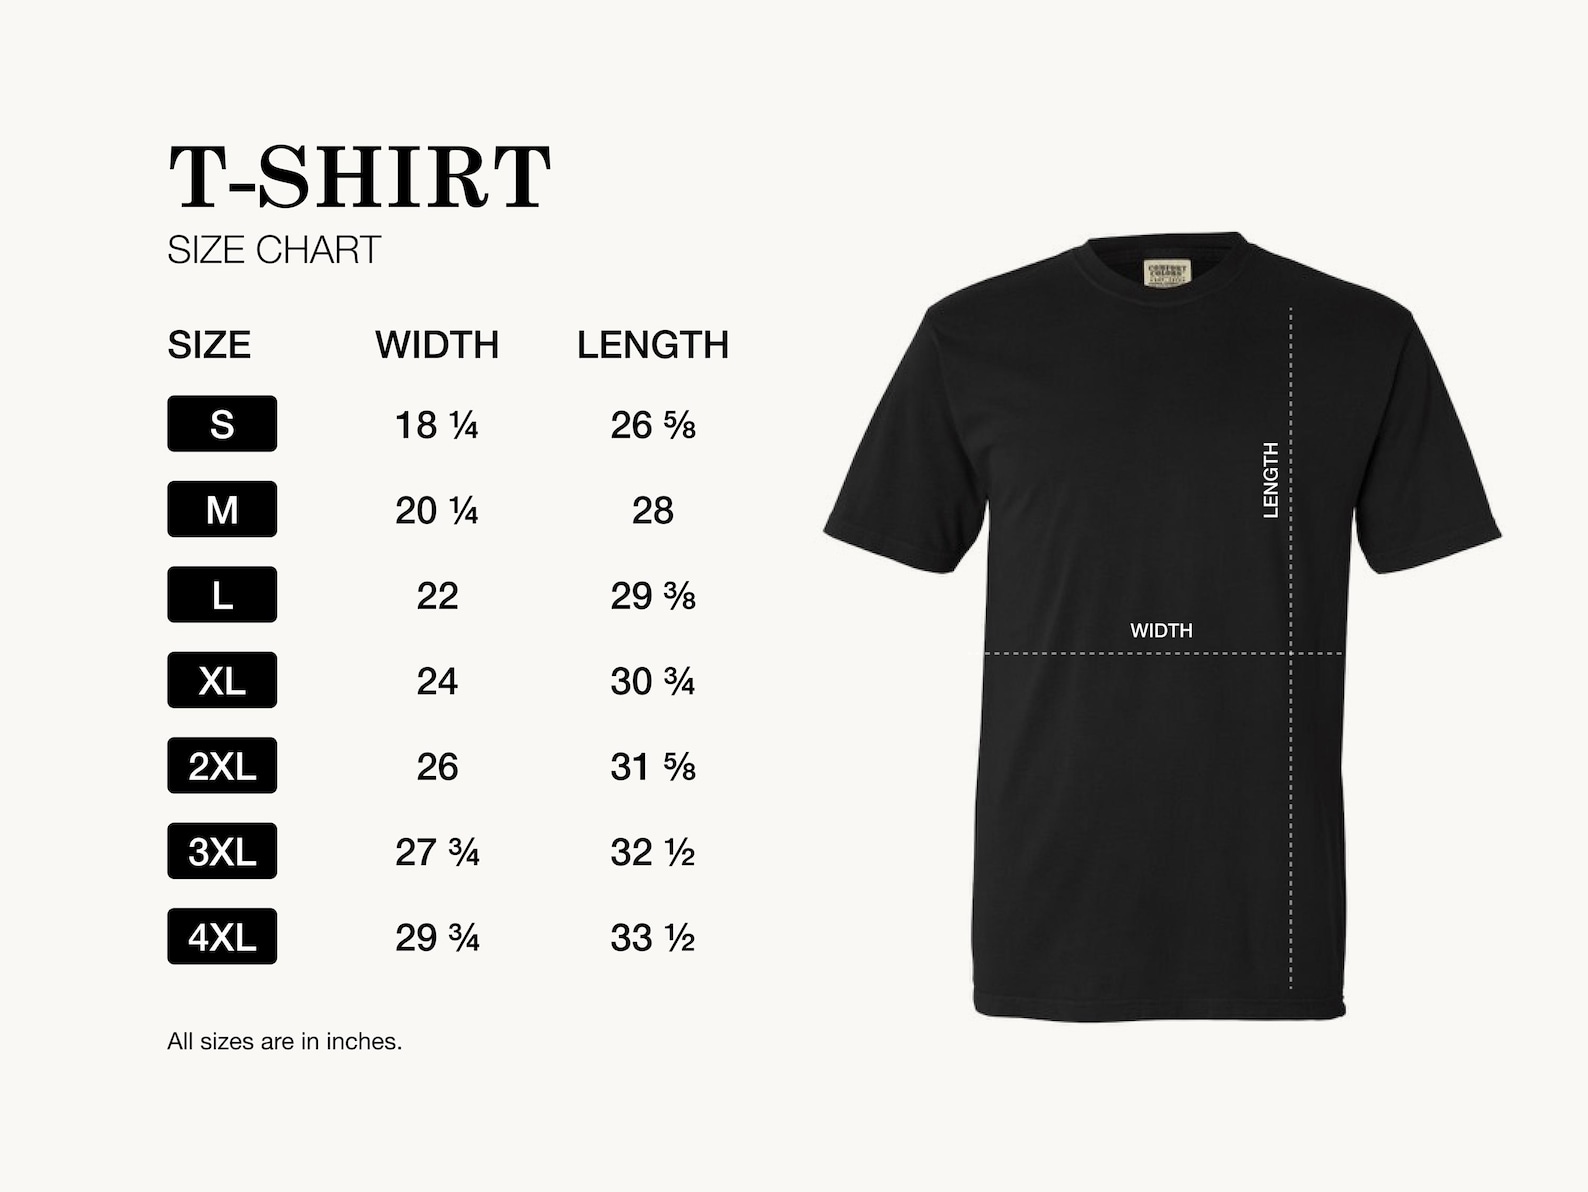 T-SHIRT
SIZE CHART
SIZE WIDTH LENGTH
S 18 ¼ 26 ⅝
M 20 ¼ 28
L 22 29 ⅜
XL 24 30 ¾
2XL 26 31 ⅝
3XL 27 ¾ 32 ½
4XL 29 ¾ 33 ½
All sizes are in inches.
COMFORT
COLORS
LENGTH
WIDTH